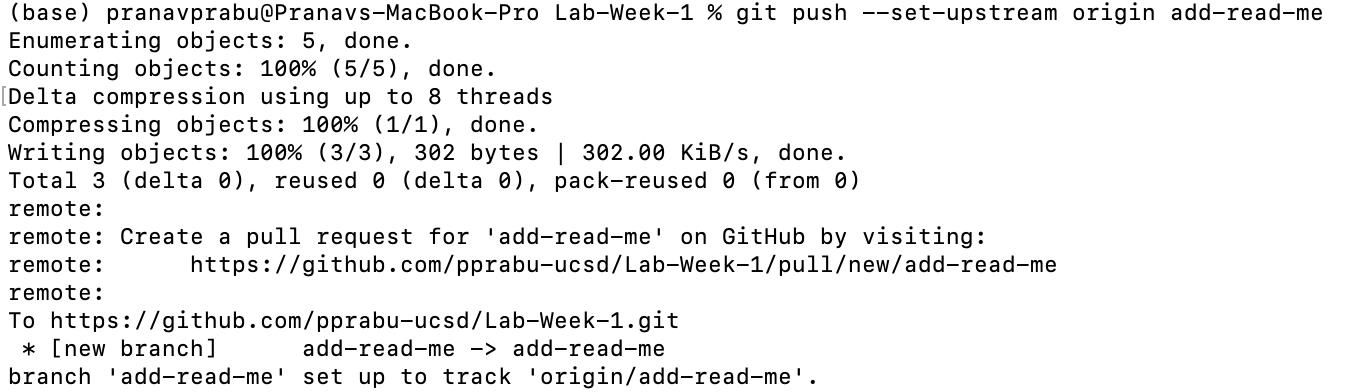 (base) pranavprabu@Pranavs-MacBook-Pro Lab-Week-1 % git push --set-upstream origin add-read-me
Enumerating objects: 5, done.
Counting objects: 100% (5/5), done.
[Delta compression using up to 8 threads
Compressing objects: 100% (1/1), done.
Writing objects: 100% (3/3), 302 bytes | 302.00 KiB/s, done.
Total 3 (delta 0), reused 0 (delta 0), pack-reused 0 (from 0)
remote:
remote: Create a pull request for 'add-read-me' on GitHub by visiting:
remote:      https://github.com/pprabu-ucsd/Lab-Week-1/pull/new/add-read-me
remote:
To https://github.com/pprabu-ucsd/Lab-Week-1.git
 * [new branch]      add-read-me -> add-read-me
branch 'add-read-me' set up to track 'origin/add-read-me'.